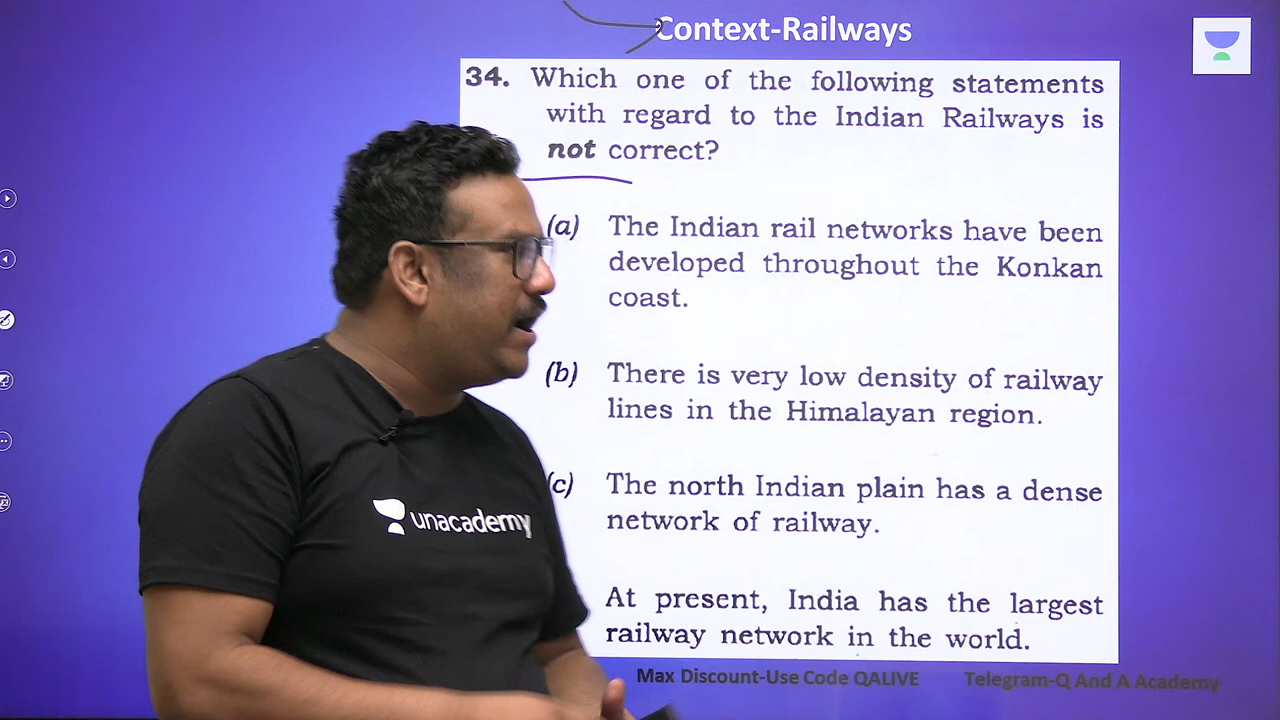 Context-Railways
34. Which one of the following statements
with regard to the Indian Railways is
not correct?
(a) The Indian rail networks have been
developed throughout the Konkan
coast.
(b) There is very low density of railway
lines in the Himalayan region.
(c) The north Indian plain has a dense
network of railway.
At present, India has the largest
railway network in the world.
unacademy
Max Discount-Use Code QALIVE Telegram-Q And A Academy